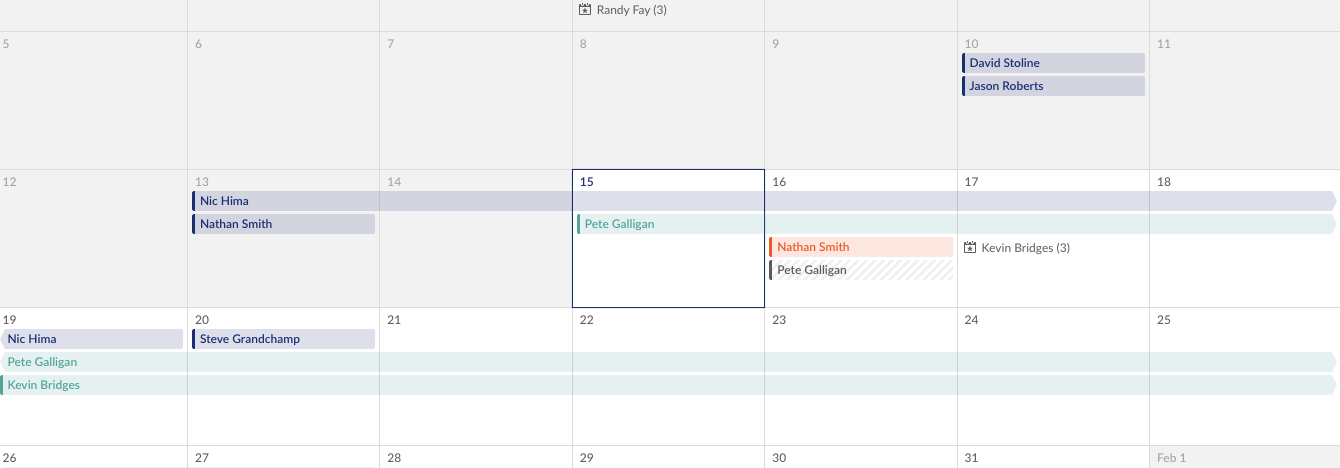 Randy Fay (3)
5 6 7 8 9 10 11
David Stoline
Jason Roberts
12 13 14 15 16 17 18
Nic Hima
Nathan Smith Pete Galligan
Nathan Smith Kevin Bridges (3)
Pete Galligan
19 20 21 22 23 24 25
Nic Hima Steve Grandchamp
Pete Galligan
Kevin Bridges
26 27 28 29 30 31 Feb 1